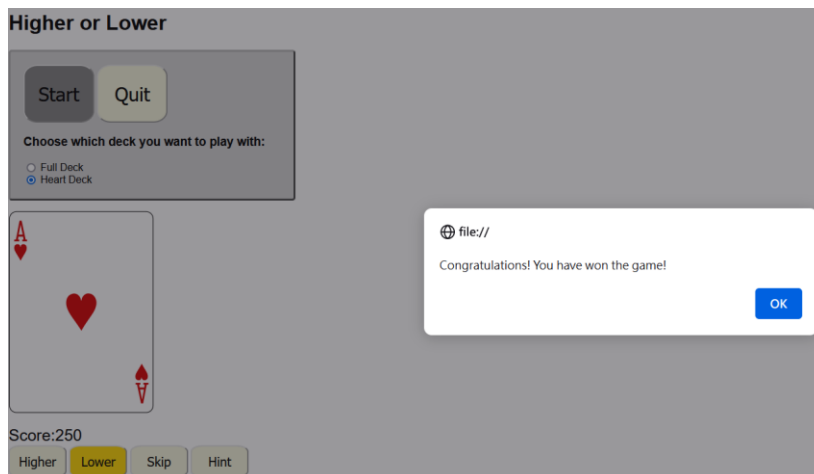 Higher or Lower
Start Quit
Choose which deck you want to play with:
Full Deck
Heart Deck
A
A
Score:250
Higher Lower Skip Hint
file://
Congratulations! You have won the game!
OK